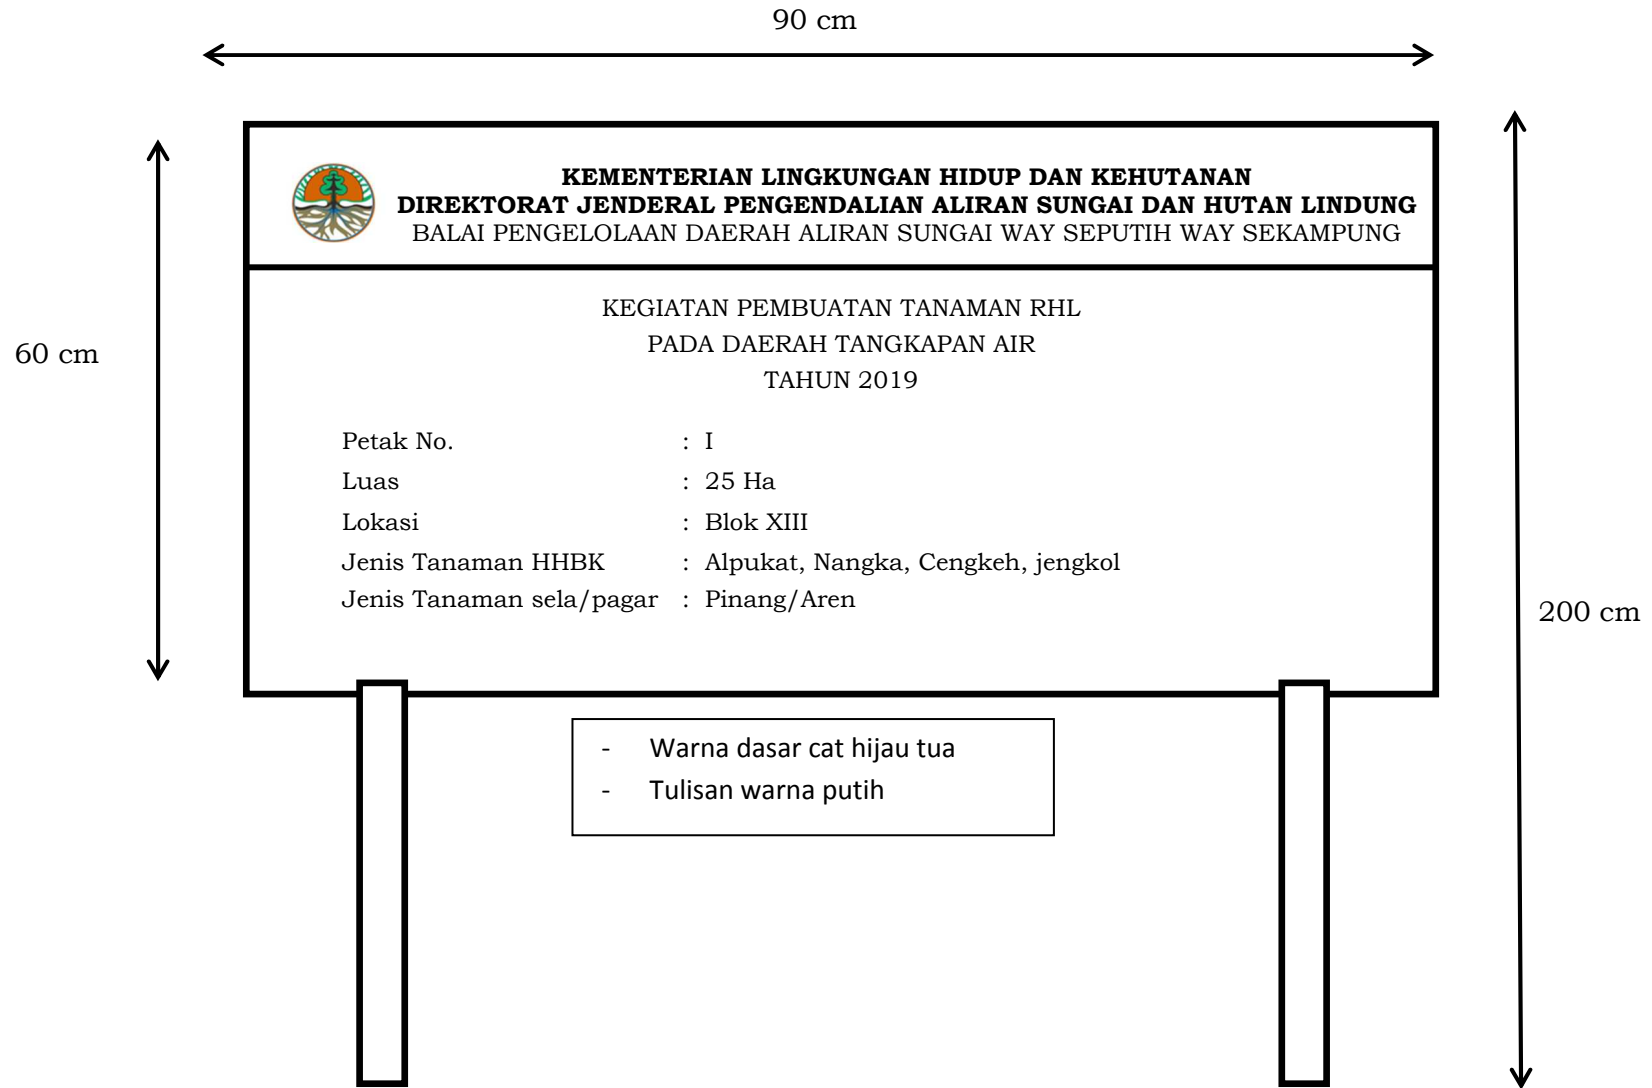 90 cm
KEMENTERIAN LINGKUNGAN HIDUP DAN KEHUTANAN
DIREKTORAT JENDERAL PENGENDALIAN ALIRAN SUNGAI DAN HUTAN LINDUNG
BALAI PENGELOLAAN DAERAH ALIRAN SUNGAI WAY SEPUTIH WAY SEKAMPUNG
KEGIATAN PEMBUATAN TANAMAN RHL
PADA DAERAH TANGKAPAN AIR
TAHUN 2019
60 cm
Petak No. : I
Luas : 25 Ha
Lokasi : Blok XIII
Jenis Tanaman HHBK : Alpukat, Nangka, Cengkeh, jengkol
Jenis Tanaman sela/pagar : Pinang/Aren
200 cm
- Warna dasar cat hijau tua
- Tulisan warna putih